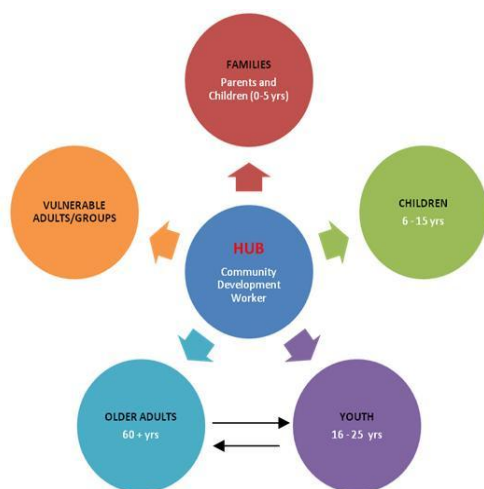 FAMILIES
Parents and
Children (0-5 yrs)
VULNERABLE
ADULTS/GROUPS
CHILDREN
6 - 15 yrs
HUB
Community
Development
Worker
OLDER ADULTS
60 + yrs
YOUTH
16 - 25 yrs